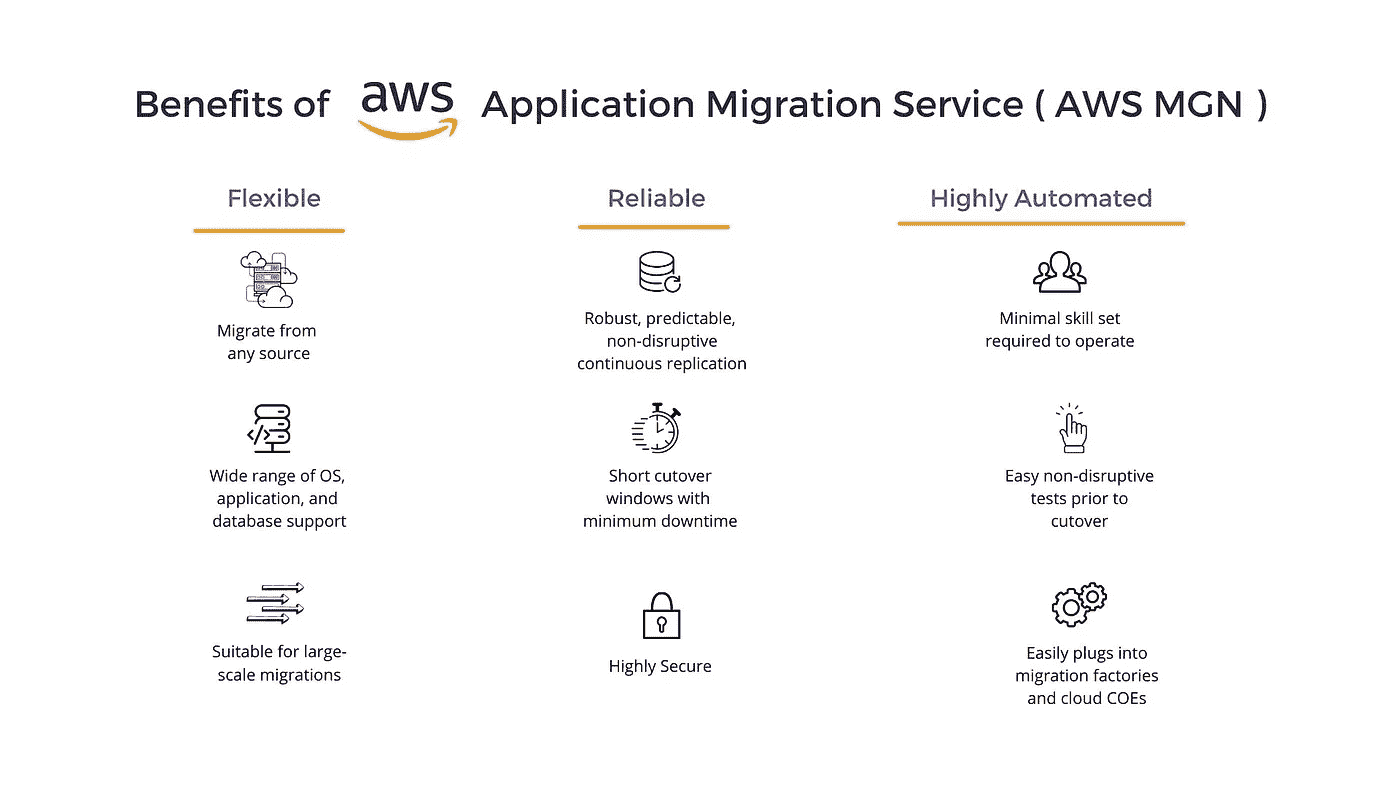 Benefits of aws Application Migration Service ( AWS MGN )
Flexible
Migrate from
any source
Wide range of OS,
application, and
database support
Suitable for large-
scale migrations
Reliable
Robust, predictable,
non-disruptive
continuous replication
Short cutover
windows with
minimum downtime
Highly Secure
Highly Automated
Minimal skill set
required to operate
Easy non-disruptive
tests prior to
cutover
Easily plugs into
migration factories
and cloud COEs